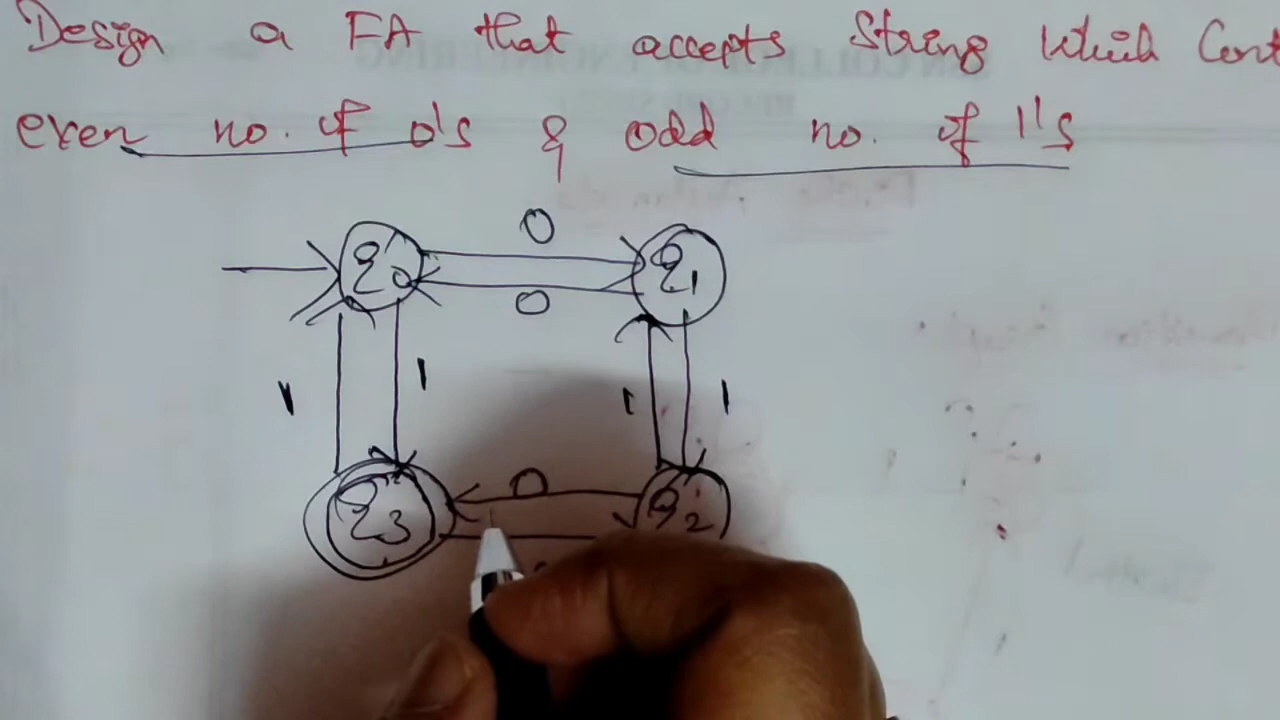 Design a FA that accepts String which Cont
even no. of 0's & odd no. of 1's
0
q0 q1
0
1 1 1 1
0
q3 q2